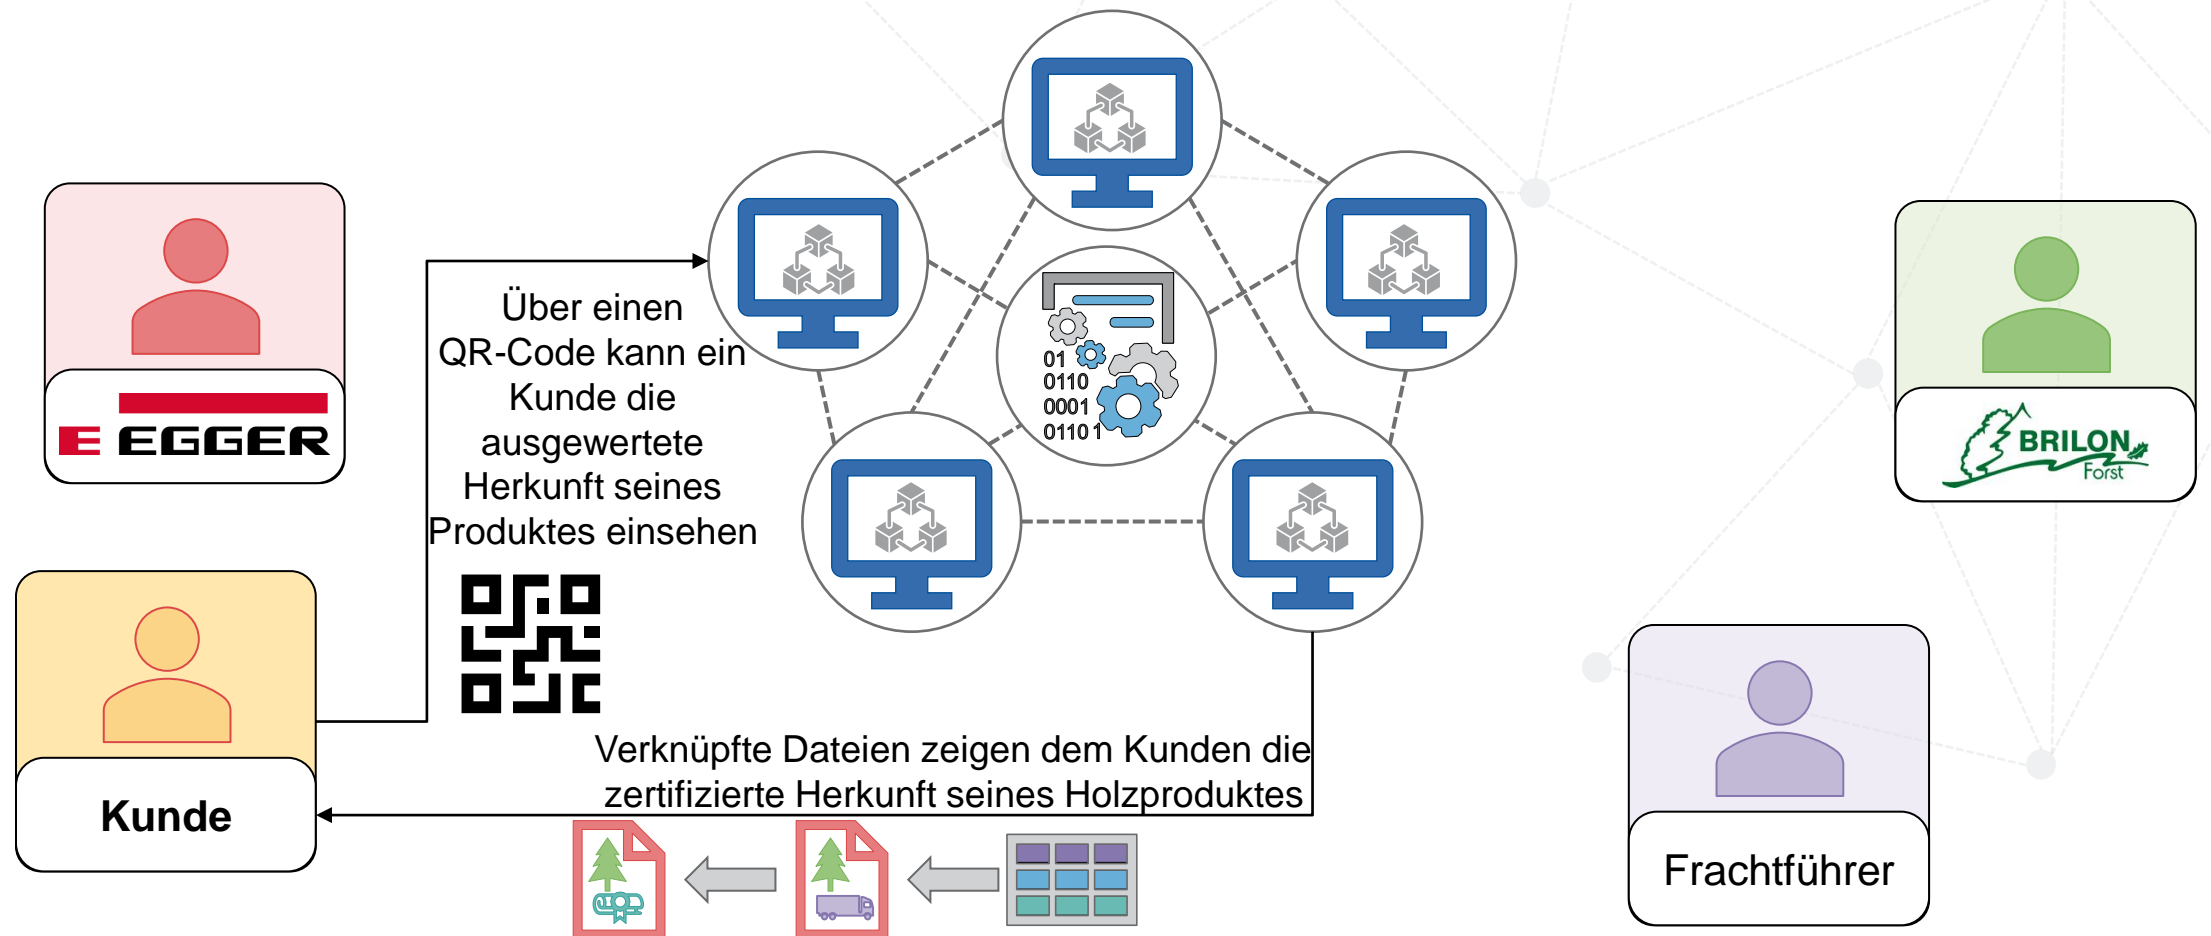 Über einen
QR-Code kann ein
Kunde die
ausgewertete
Herkunft seines
Produktes einsehen
E EGGER
01
0110
0001
01101
BRILON
Forst
Verknüpfte Dateien zeigen dem Kunden die
zertifizierte Herkunft seines Holzproduktes
Kunde
Frachtführer